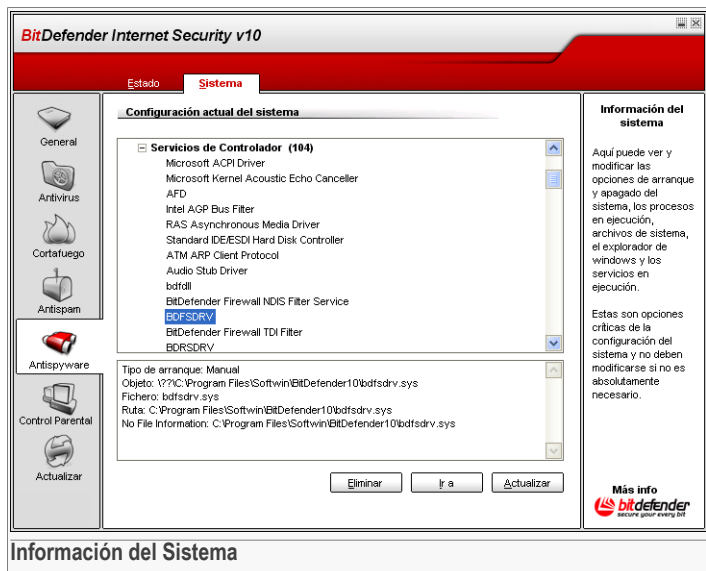 BitDefender Internet Security v10
Estado
Sistema
General
Antivirus
Cortafuego
Antispam
Antispyware
Control Parental
Actualizar
Configuración actual del sistema
Servicios de Controlador (104)
Microsoft ACPI Driver
Microsoft Kernel Acoustic Echo Canceller
AFD
Intel AGP Bus Filter
RAS Asynchronous Media Driver
Standard IDE/ESDI Hard Disk Controller
ATM ARP Client Protocol
Audio Stub Driver
bdfdll
BitDefender Firewall NDIS Filter Service
BDFSDRV
BitDefender Firewall TDI Filter
BDRSDRV
Tipo de arranque: Manual
Objeto: \??\C:\Program Files\Softwin\BitDefender10\bdfsdrv.sys
Fichero: bdfsdrv.sys
Ruta: C:\Program Files\Softwin\BitDefender10\bdfsdrv.sys
No File Information: C:\Program Files\Softwin\BitDefender10\bdfsdrv.sys
Eliminar
Ir a
Actualizar
Información del
sistema
Aquí puede ver y
modificar las
opciones de arranque
y apagado del
sistema, los procesos
en ejecución,
archivos de sistema,
el explorador de
windows y los
servicios en
ejecución.
Estas son opciones
críticas de la
configuración del
sistema y no deben
modificarse si no es
absolutamente
necesario.
Más info
bitdefender
secure your every bit
Información del Sistema